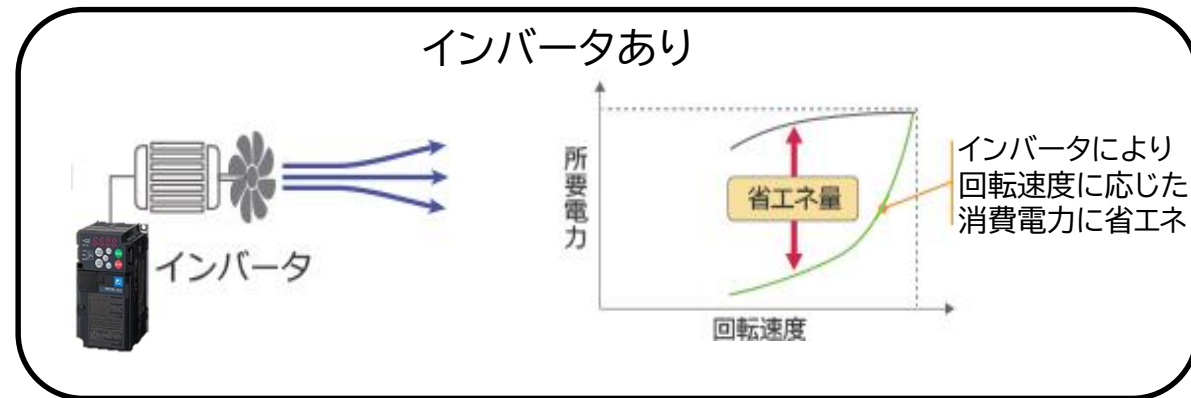 インバータあり
インバータ
所要電力
省エネ量
回転速度
インバータにより
回転速度に応じた
消費電力に省エネ